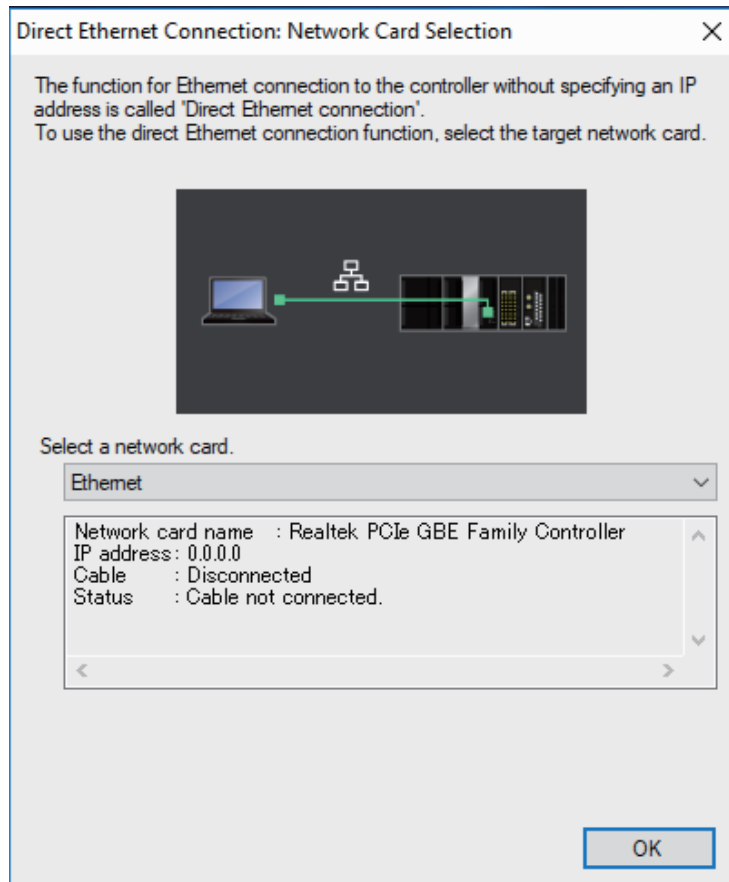 Direct Ethernet Connection: Network Card Selection
The function for Ethernet connection to the controller without specifying an IP
address is called 'Direct Ethernet connection'.
To use the direct Ethernet connection function, select the target network card.
Select a network card.
Ethernet
Network card name : Realtek PCIe GBE Family Controller
IP address : 0.0.0.0
Cable : Disconnected
Status : Cable not connected.
OK